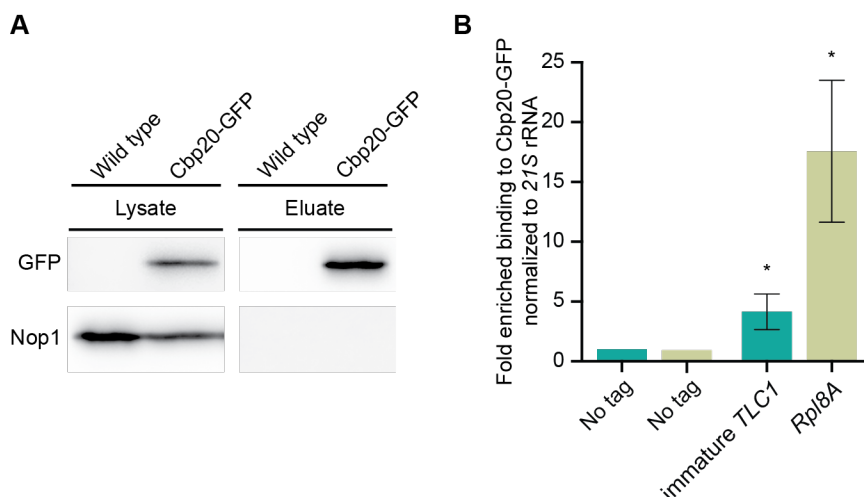 A
Wild type
Cbp20-GFP
Wild type
Cbp20-GFP
Lysate
Eluate
GFP
Nop1
B
Fold enriched binding to Cbp20-GFP
normalized to 21S rRNA
25
20
15
10
5
0
*
*
No tag
No tag
immature TLC1
Rpl8A